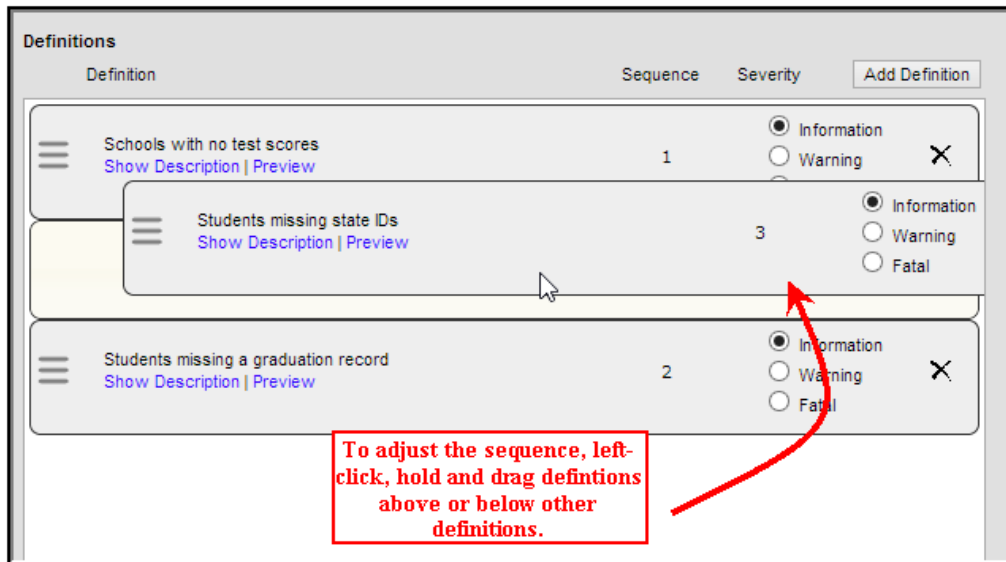 Definitions
Definition Sequence Severity Add Definition
Schools with no test scores
Show Description | Preview
1
Information
Warning
Students missing state IDs
Show Description | Preview
3
Information
Warning
Fatal
Students missing a graduation record
Show Description | Preview
2
Information
Warning
Fatal
To adjust the sequence, left-
click, hold and drag defintions
above or below other
definitions.